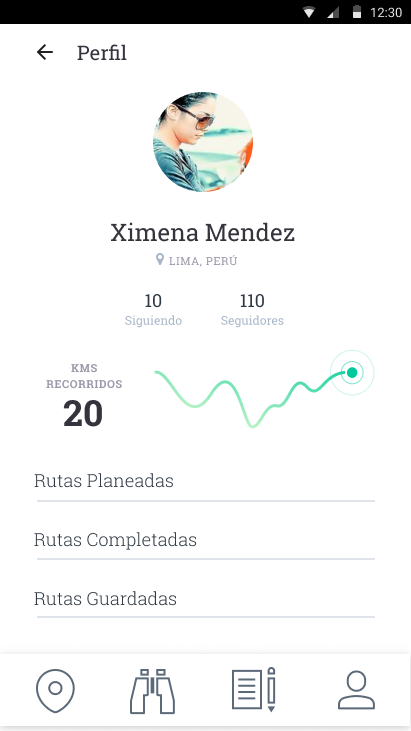 12:30
Perfil
Ximena Mendez
LIMA, PERÚ
10 110
Siguiendo Seguidores
KMS
RECORRIDOS
20
Rutas Planeadas
Rutas Completadas
Rutas Guardadas